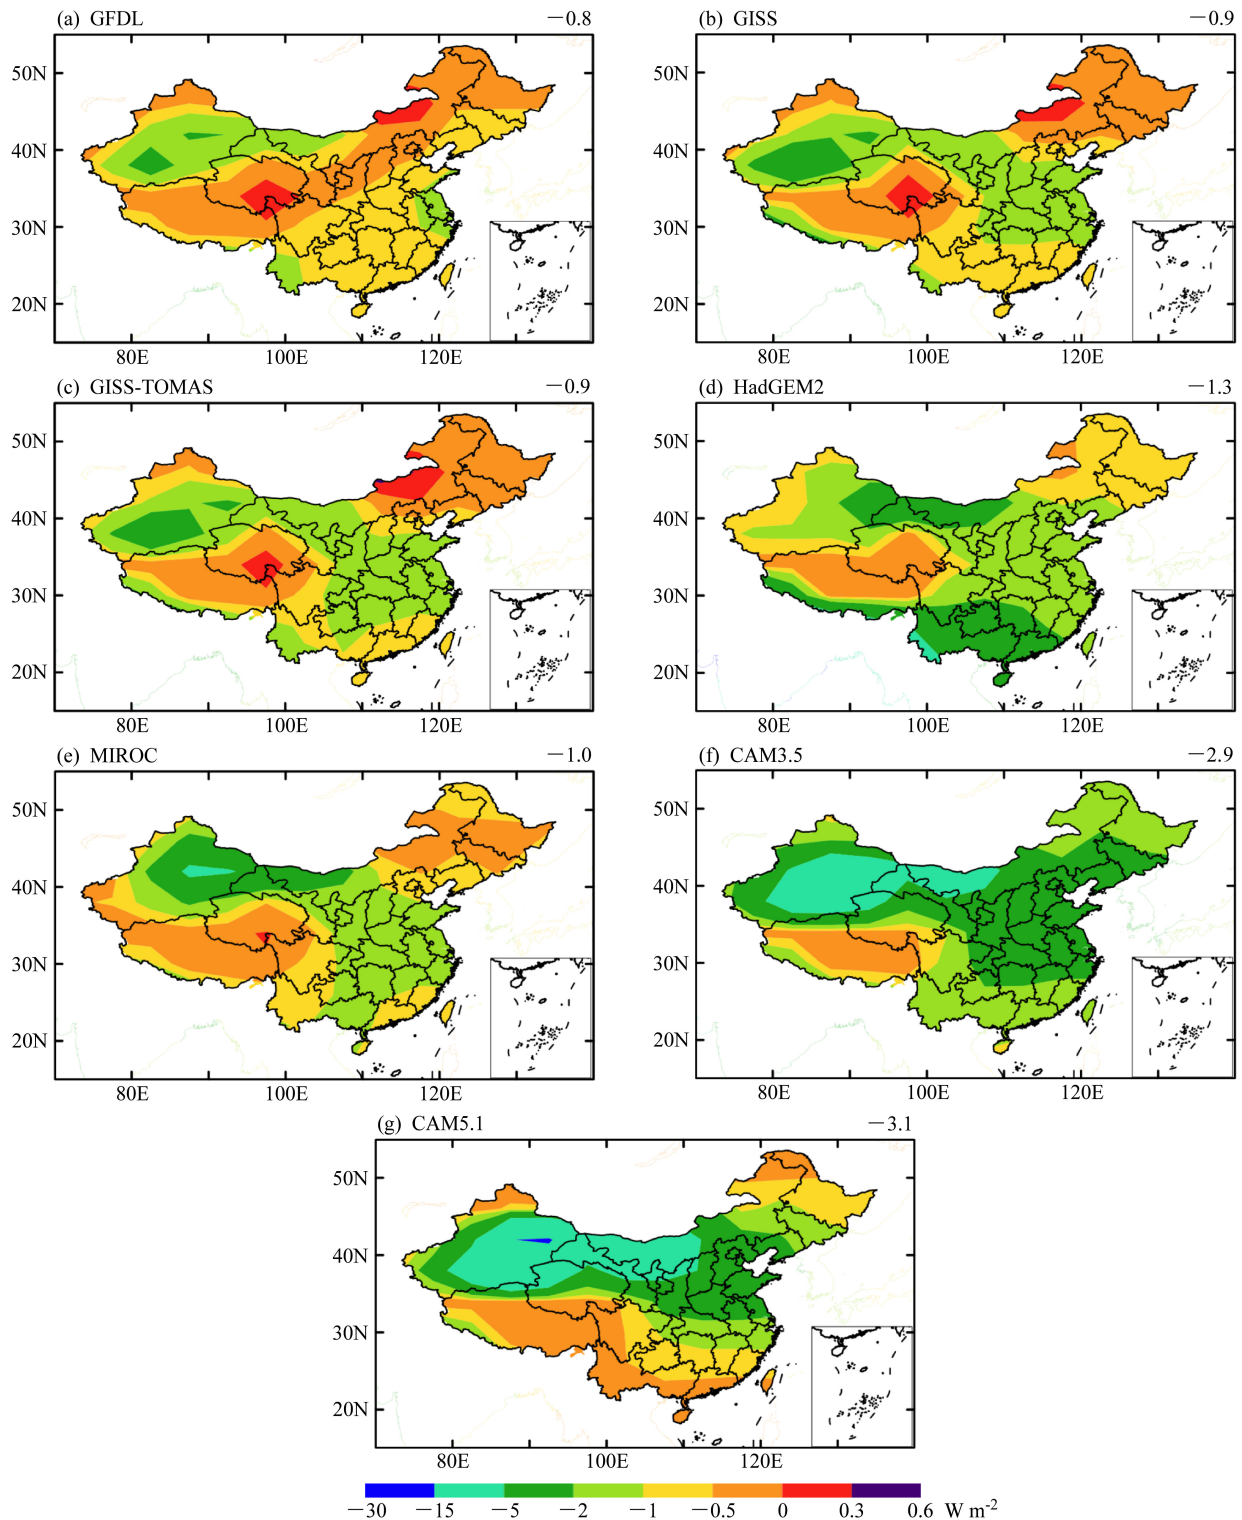 (a) GFDL －0.8
(b) GISS －0.9
50N
40N
30N
20N
80E 100E 120E
50N
40N
30N
20N
80E 100E 120E
(c) GISS-TOMAS －0.9
(d) HadGEM2 －1.3
50N
40N
30N
20N
80E 100E 120E
50N
40N
30N
20N
80E 100E 120E
(e) MIROC －1.0
(f) CAM3.5 －2.9
50N
40N
30N
20N
80E 100E 120E
50N
40N
30N
20N
80E 100E 120E
(g) CAM5.1 －3.1
50N
40N
30N
20N
80E 100E 120E
－30 －15 －5 －2 －1 －0.5 0 0.3 0.6 W m⁻²